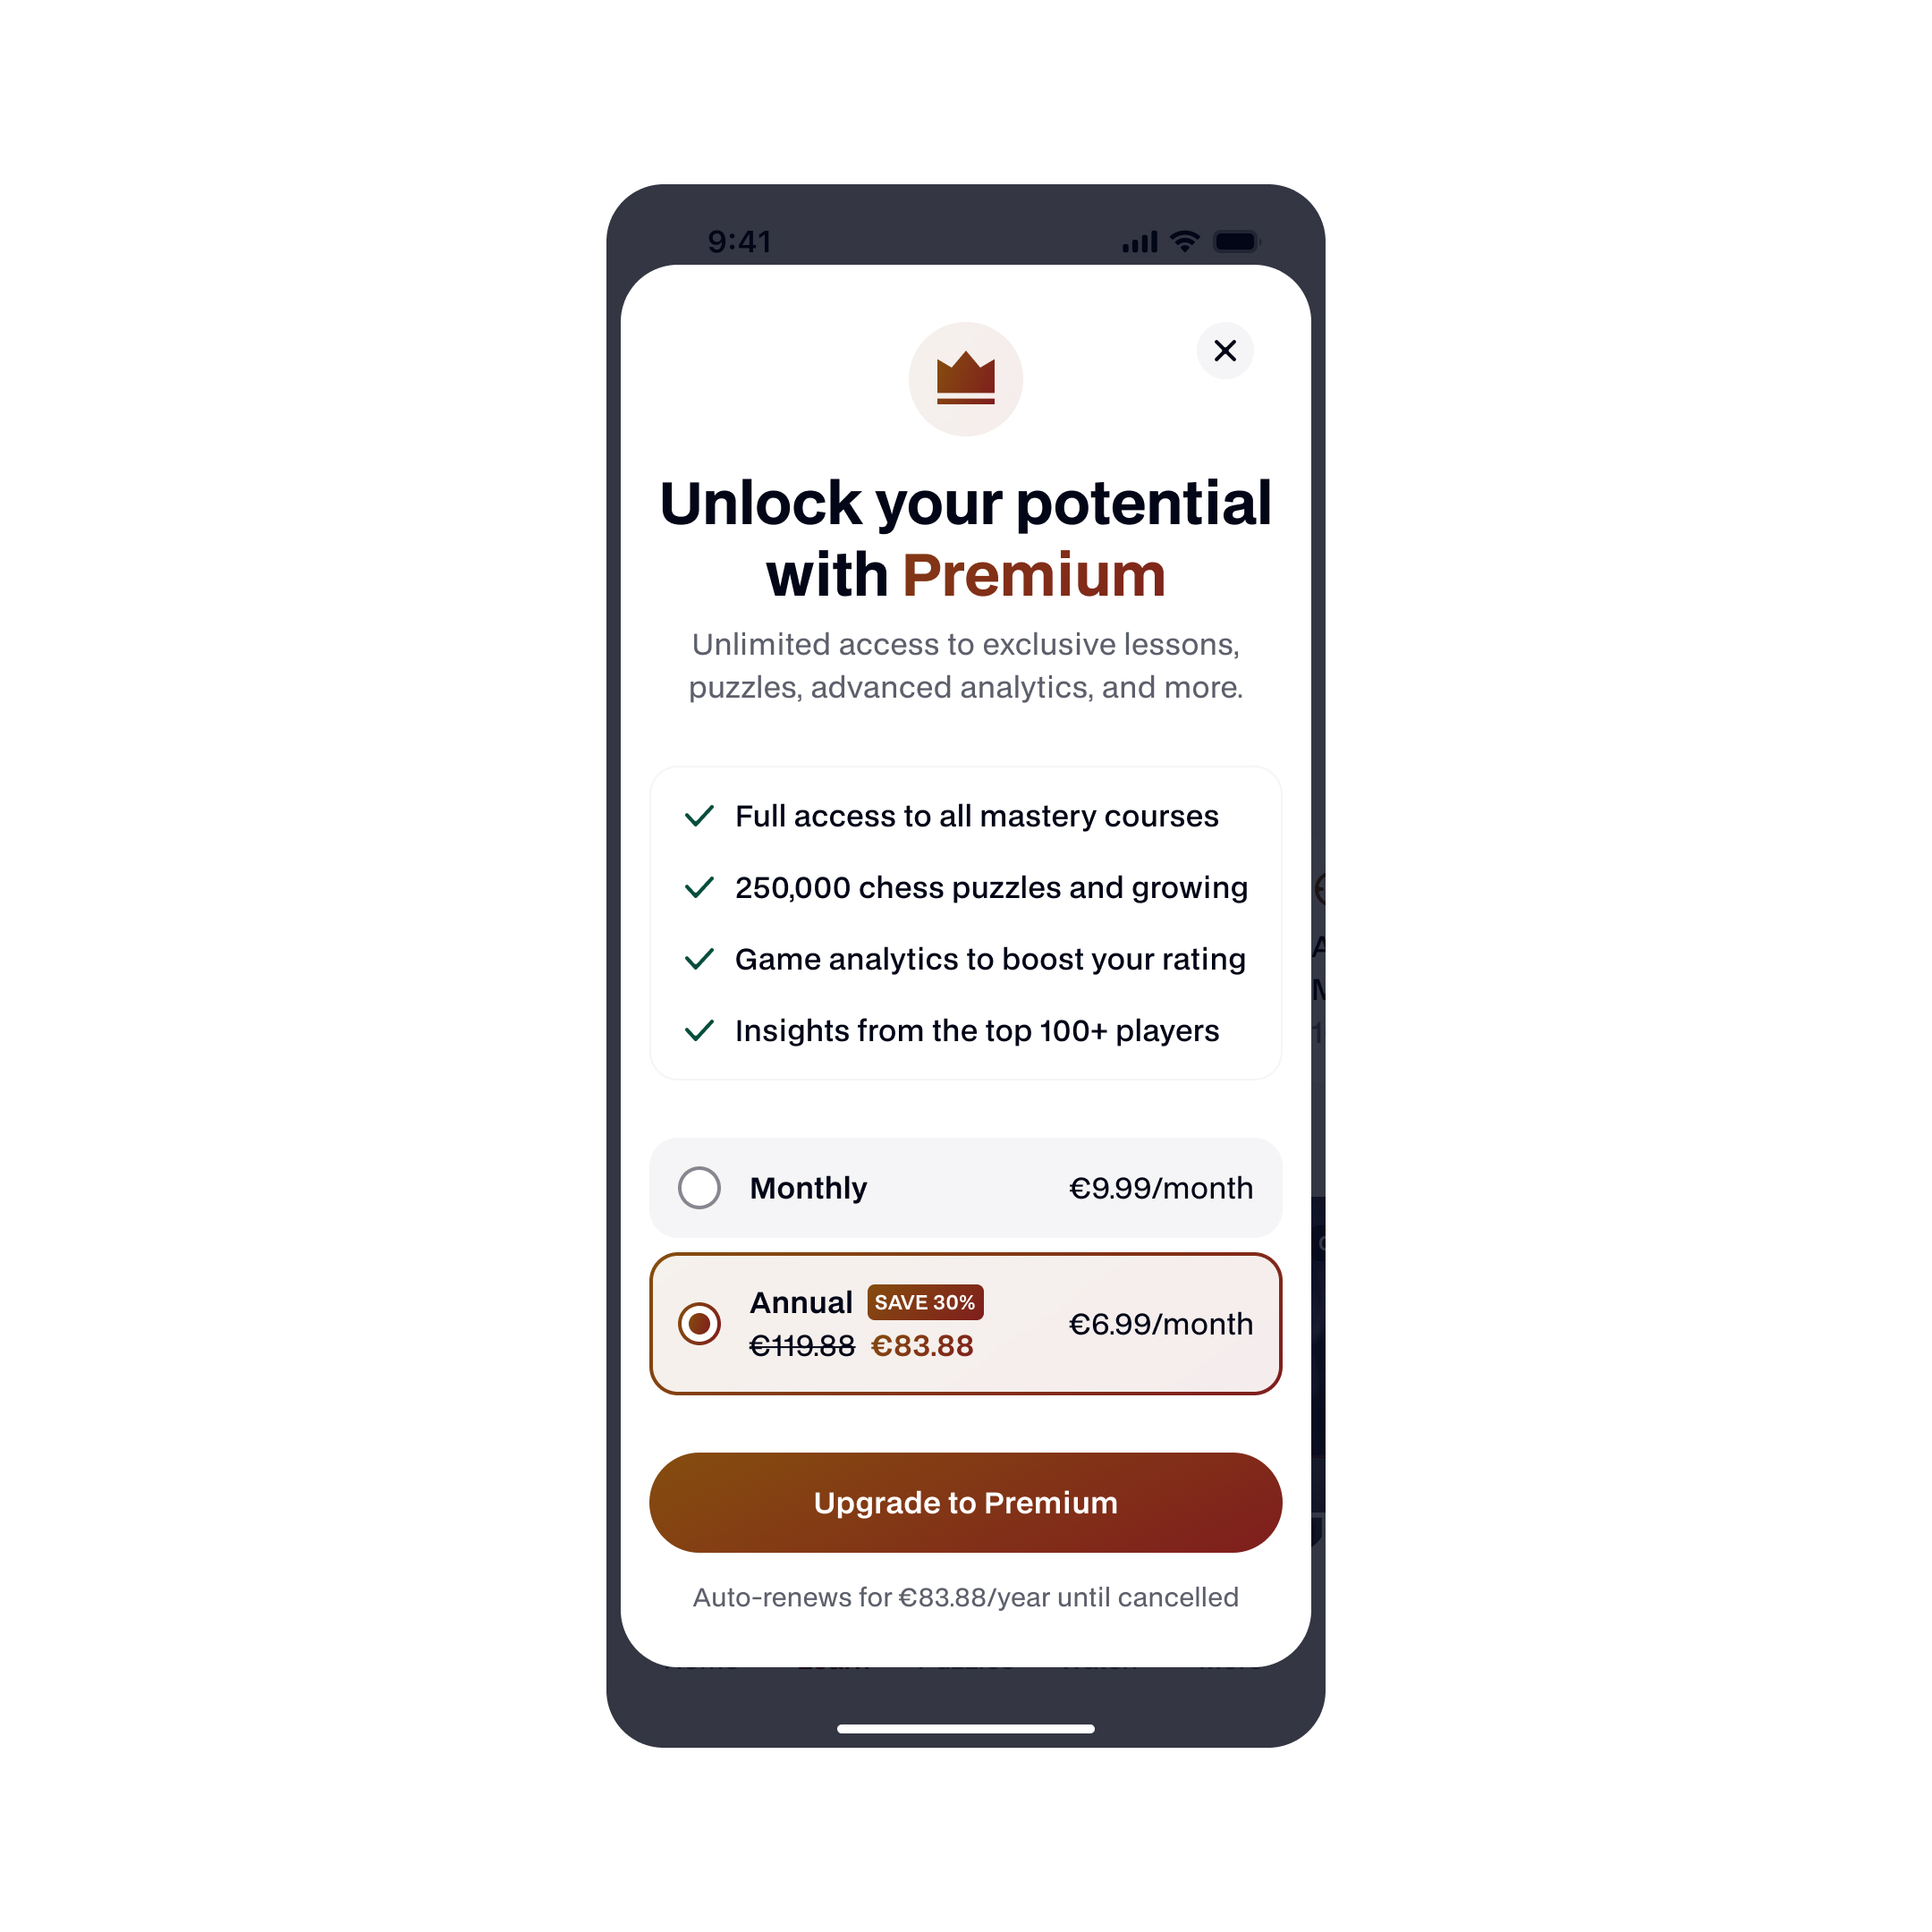 9:41
Unlock your potential
with Premium
Unlimited access to exclusive lessons,
puzzles, advanced analytics, and more.
Full access to all mastery courses
250,000 chess puzzles and growing
Game analytics to boost your rating
Insights from the top 100+ players
Monthly
€9.99/month
Annual SAVE 30%
€119.88 €83.88
€6.99/month
Upgrade to Premium
Auto-renews for €83.88/year until cancelled